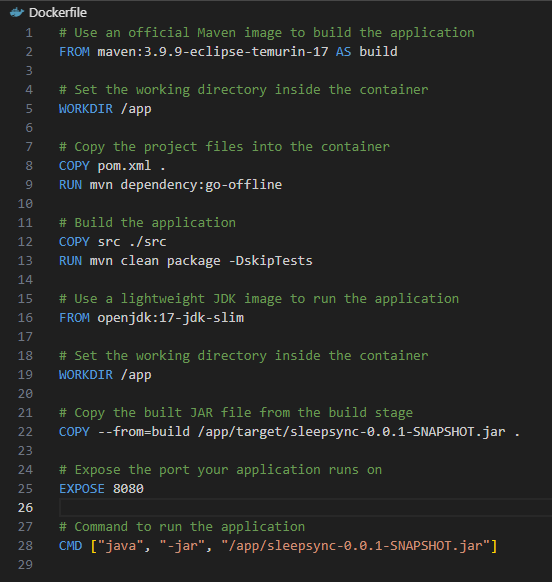 Dockerfile
1 # Use an official Maven image to build the application
2 FROM maven:3.9.9-eclipse-temurin-17 AS build
3
4 # Set the working directory inside the container
5 WORKDIR /app
6
7 # Copy the project files into the container
8 COPY pom.xml .
9 RUN mvn dependency:go-offline
10
11 # Build the application
12 COPY src ./src
13 RUN mvn clean package -DskipTests
14
15 # Use a lightweight JDK image to run the application
16 FROM openjdk:17-jdk-slim
17
18 # Set the working directory inside the container
19 WORKDIR /app
20
21 # Copy the built JAR file from the build stage
22 COPY --from=build /app/target/sleepsync-0.0.1-SNAPSHOT.jar .
23
24 # Expose the port your application runs on
25 EXPOSE 8080
26
27 # Command to run the application
28 CMD ["java", "-jar", "/app/sleepsync-0.0.1-SNAPSHOT.jar"]
29